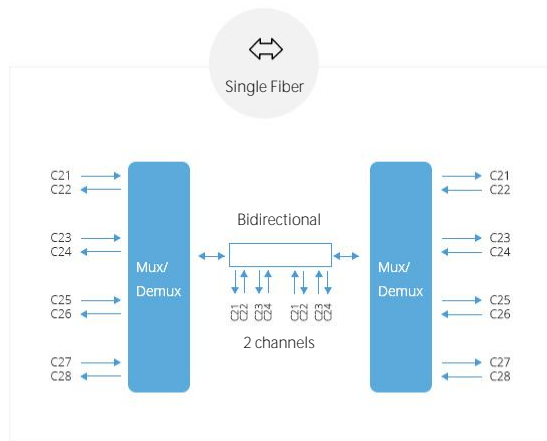 Single Fiber
C21
C22
C23
C24
C25
C26
C27
C28
Mux/
Demux
Bidirectional
C21 C22 C23 C24 C21 C22 C23 C24
2 channels
Mux/
Demux
C21
C22
C23
C24
C25
C26
C27
C28